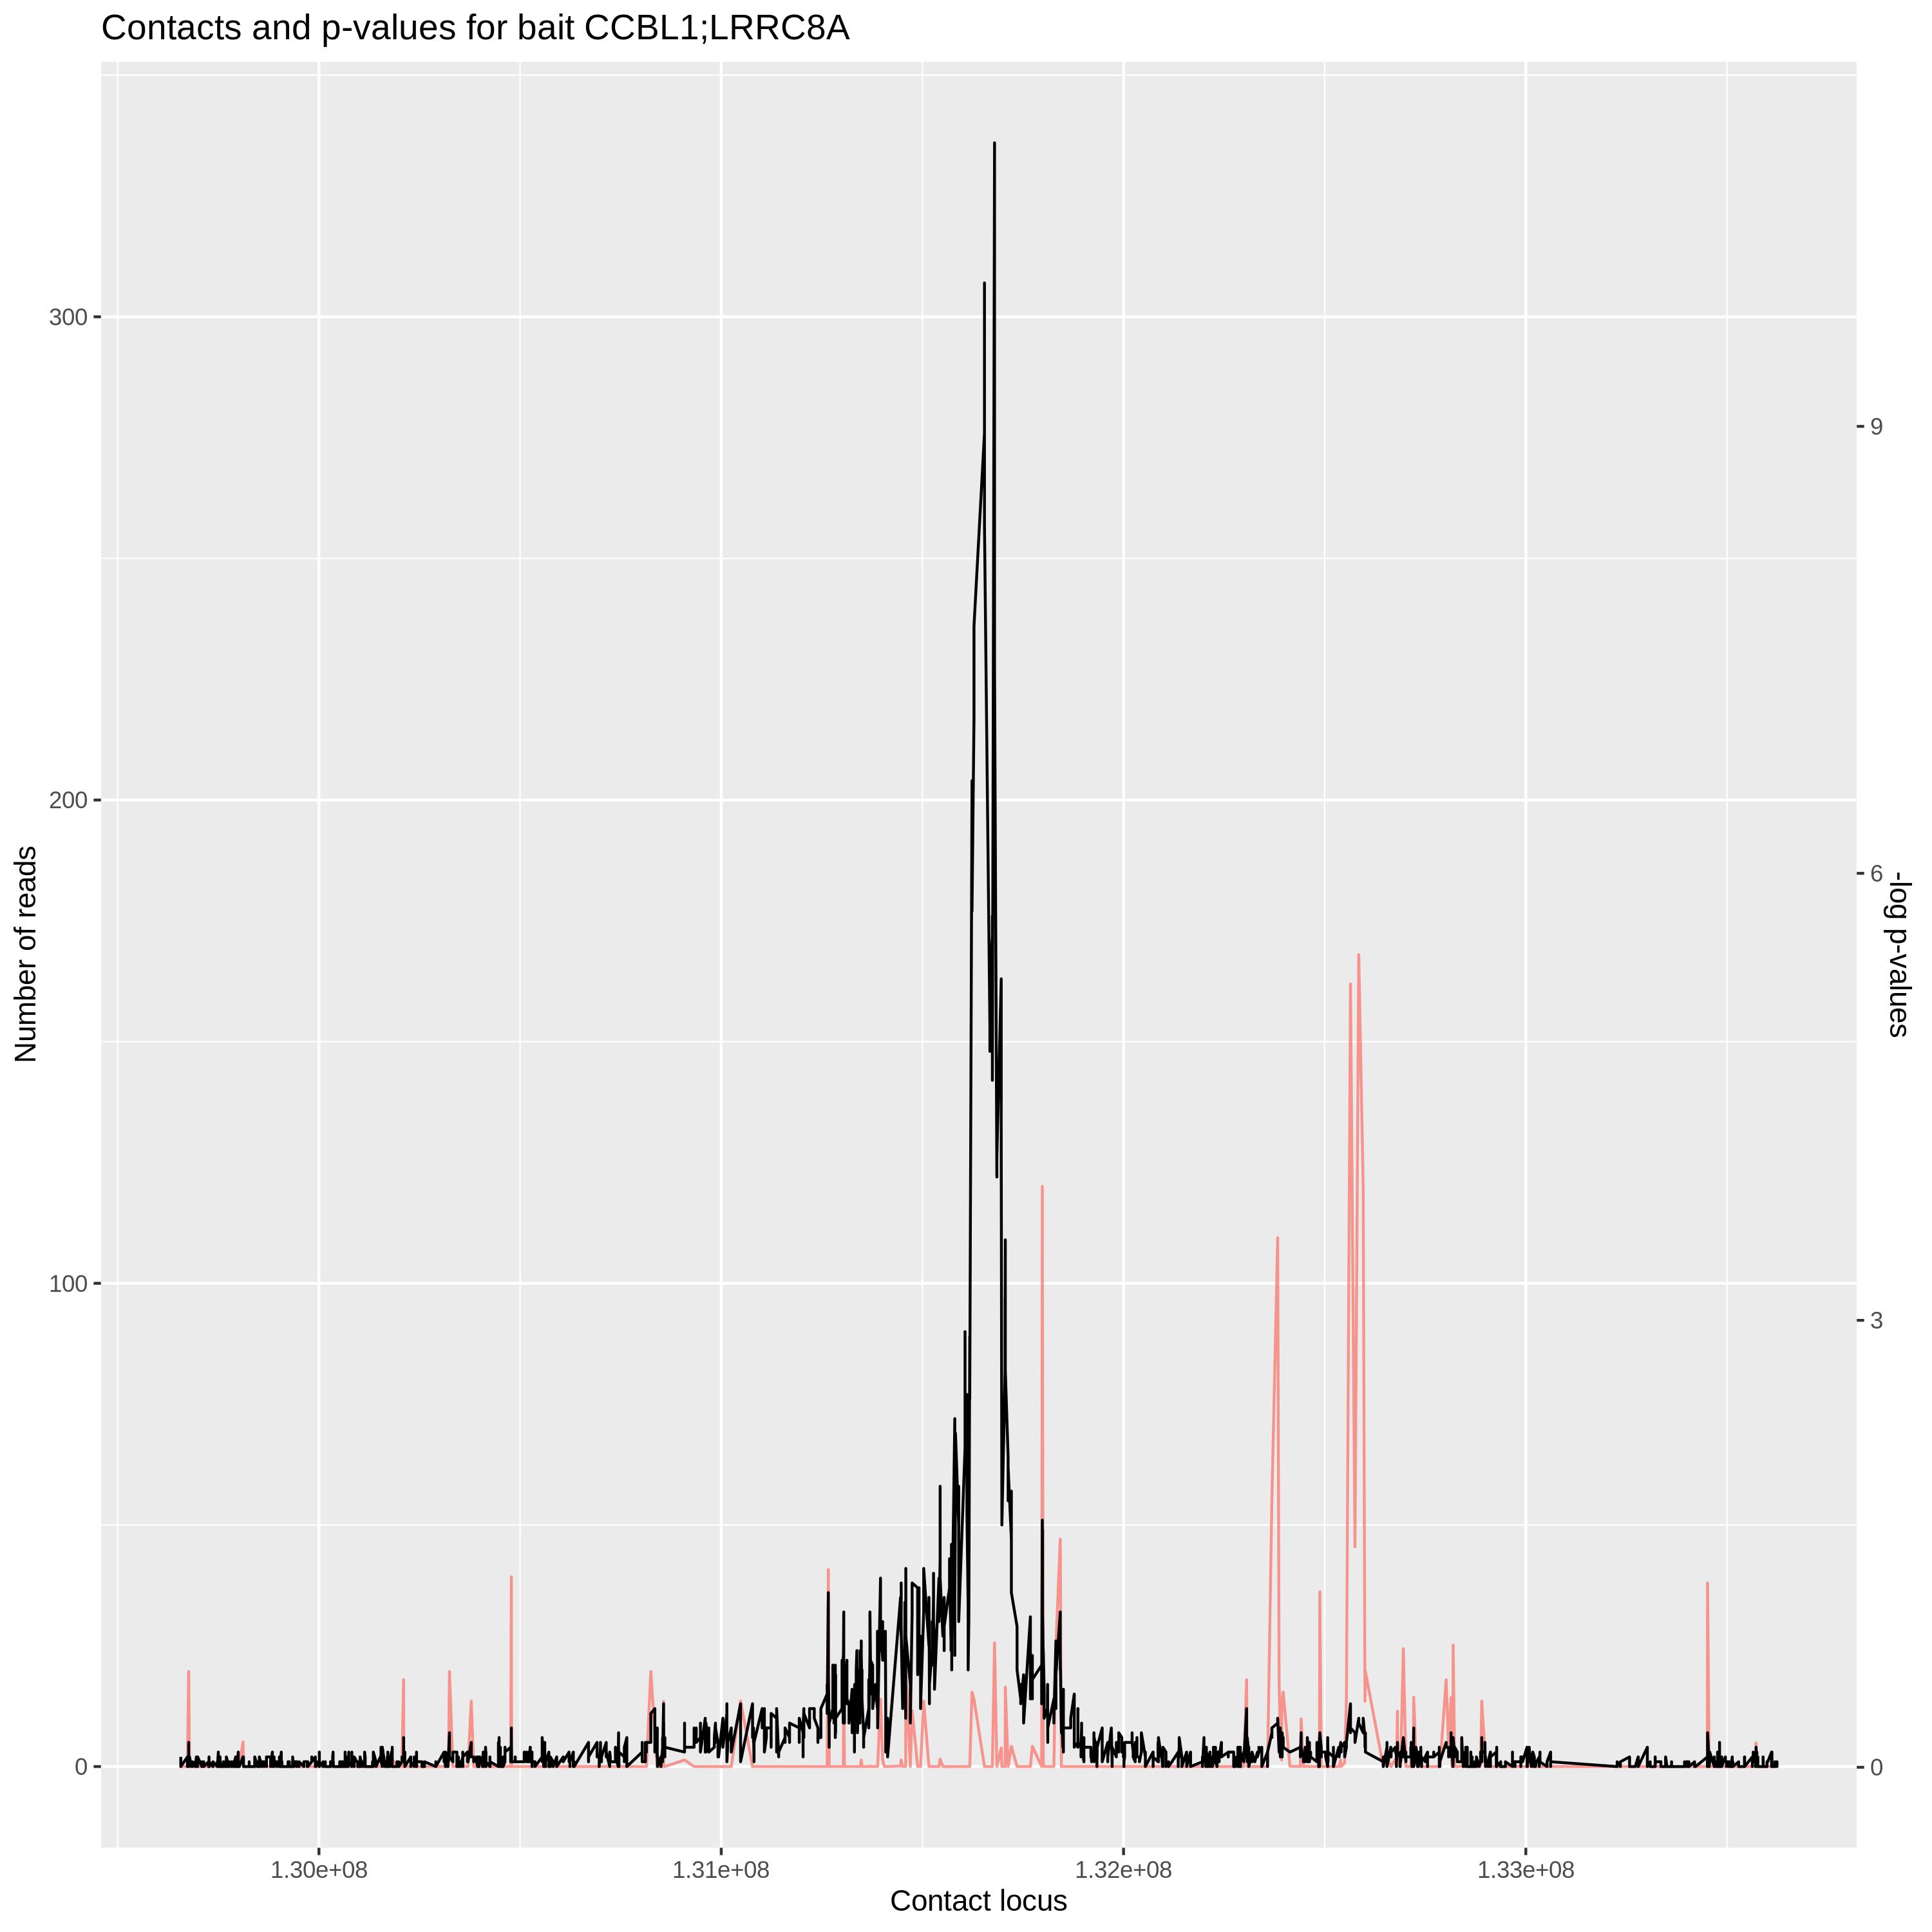 Contacts and p-values for bait CCBL1;LRRC8A
Number of reads
300
200
100
0
9
6
3
0
-log p-values
1.30e+08
1.31e+08
1.32e+08
1.33e+08
Contact locus